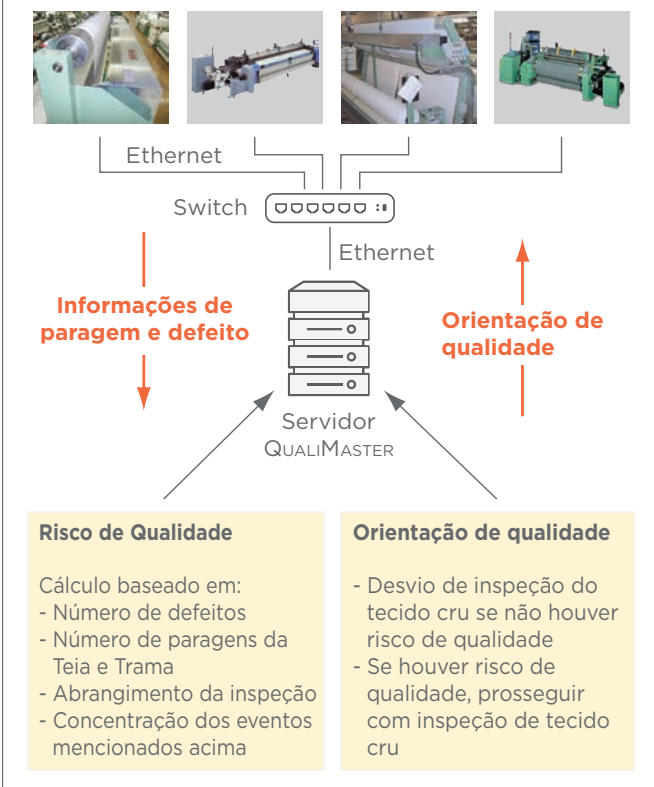 Ethernet
Switch
Ethernet
Informações de
paragem e defeito
Orientação de
qualidade
Servidor
QUALIMASTER
Risco de Qualidade
Cálculo baseado em:
- Número de defeitos
- Número de paragens da
Teia e Trama
- Abrangimento da inspeção
- Concentração dos eventos
mencionados acima
Orientação de qualidade
- Desvio de inspeção do
tecido cru se não houver
risco de qualidade
- Se houver risco de
qualidade, prosseguir
com inspeção de tecido
cru